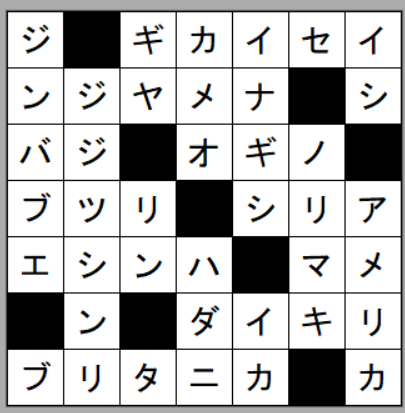 ジ■ギカイセイ
ンジヤメナ■シ
バジ■オギノ■
ブツリ■シリア
エシンハ■マメ
■ン■ダイキリ
ブリタニカ■カ